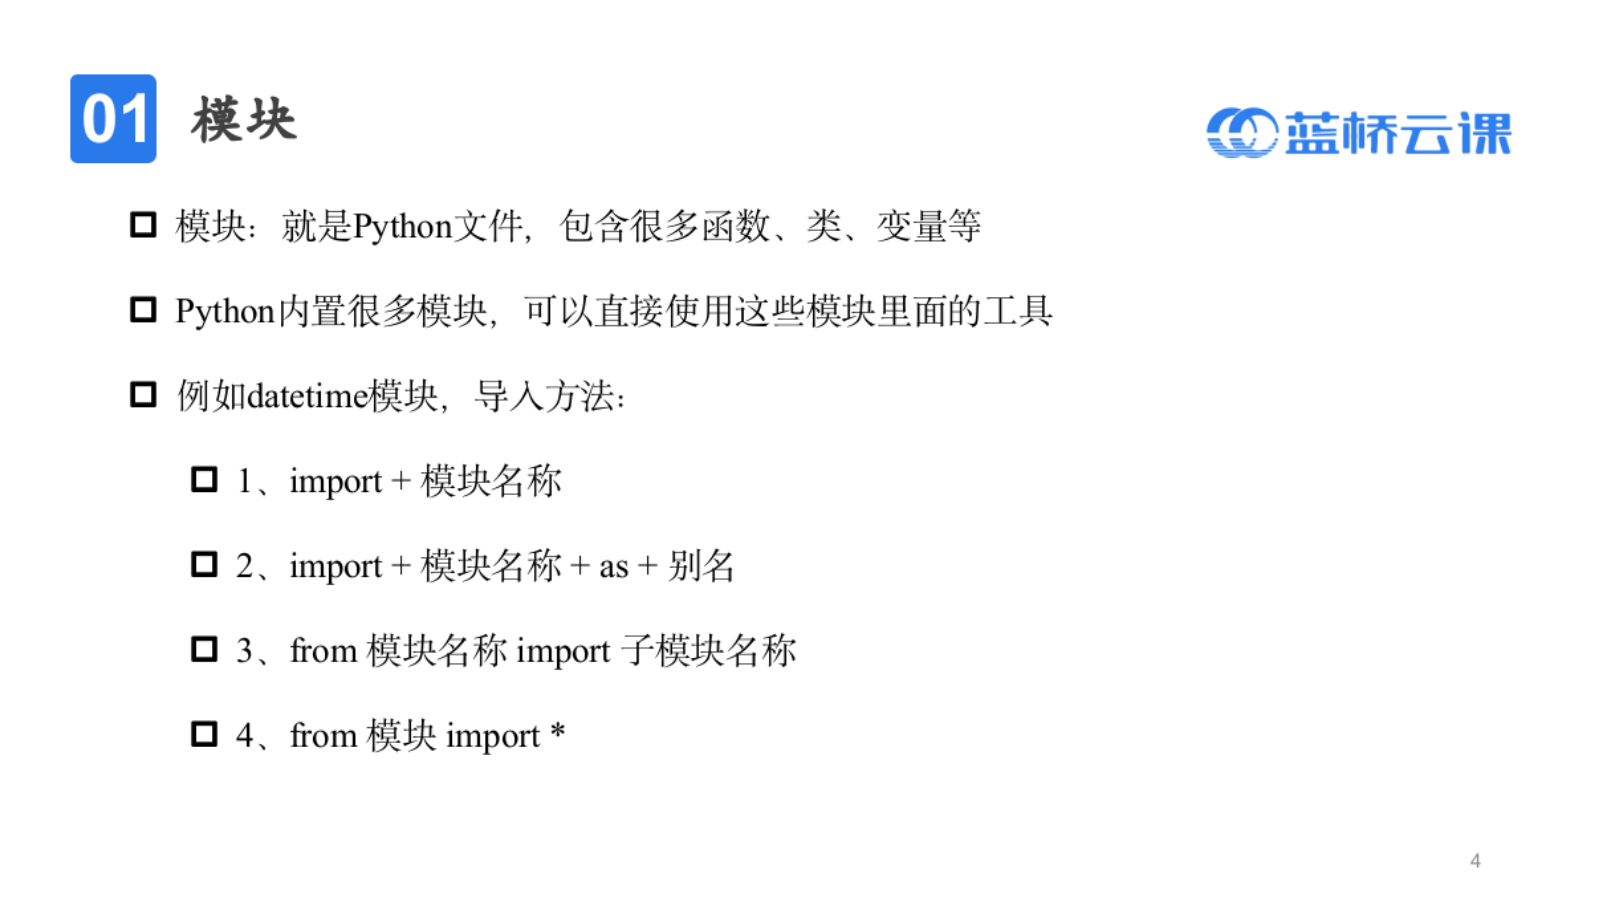 01 模块
蓝桥云课
模块：就是Python文件，包含很多函数、类、变量等
Python内置很多模块，可以直接使用这些模块里面的工具
例如datetime模块，导入方法：
1、import + 模块名称
2、import + 模块名称 + as + 别名
3、from 模块名称 import 子模块名称
4、from 模块 import *
4